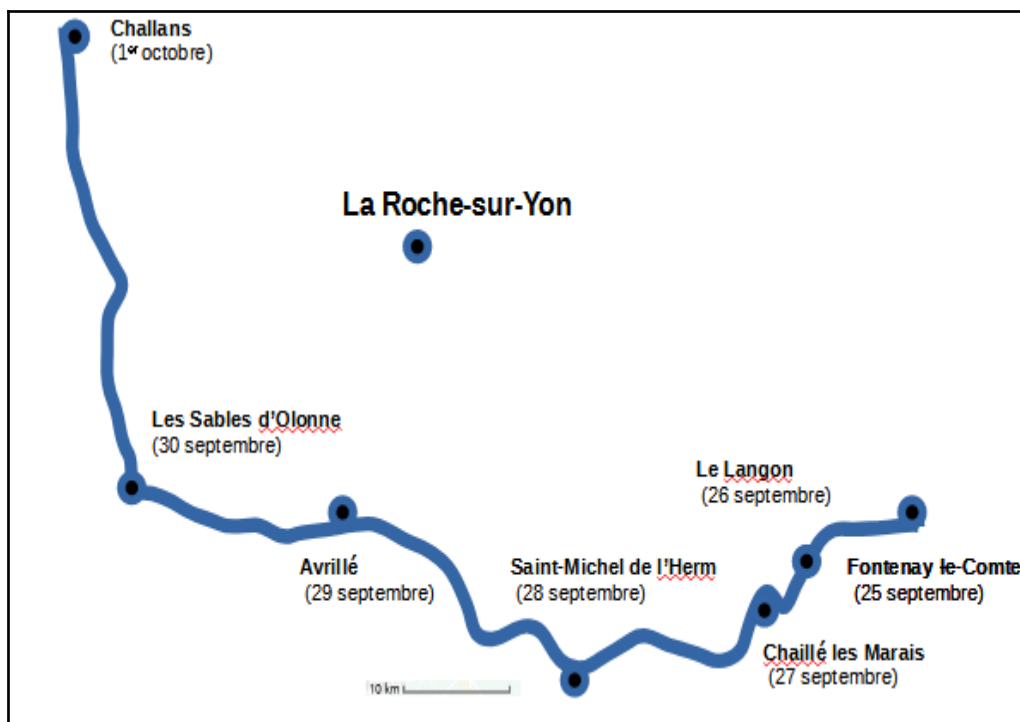 Challans
(1er octobre)
La Roche-sur-Yon
Les Sables d'Olonne
(30 septembre)
Le Langon
(26 septembre)
Avrillé
(29 septembre)
Saint-Michel de l'Herm
(28 septembre)
Fontenay le-Comte
(25 septembre)
Chaillé les Marais
(27 septembre)
10 km